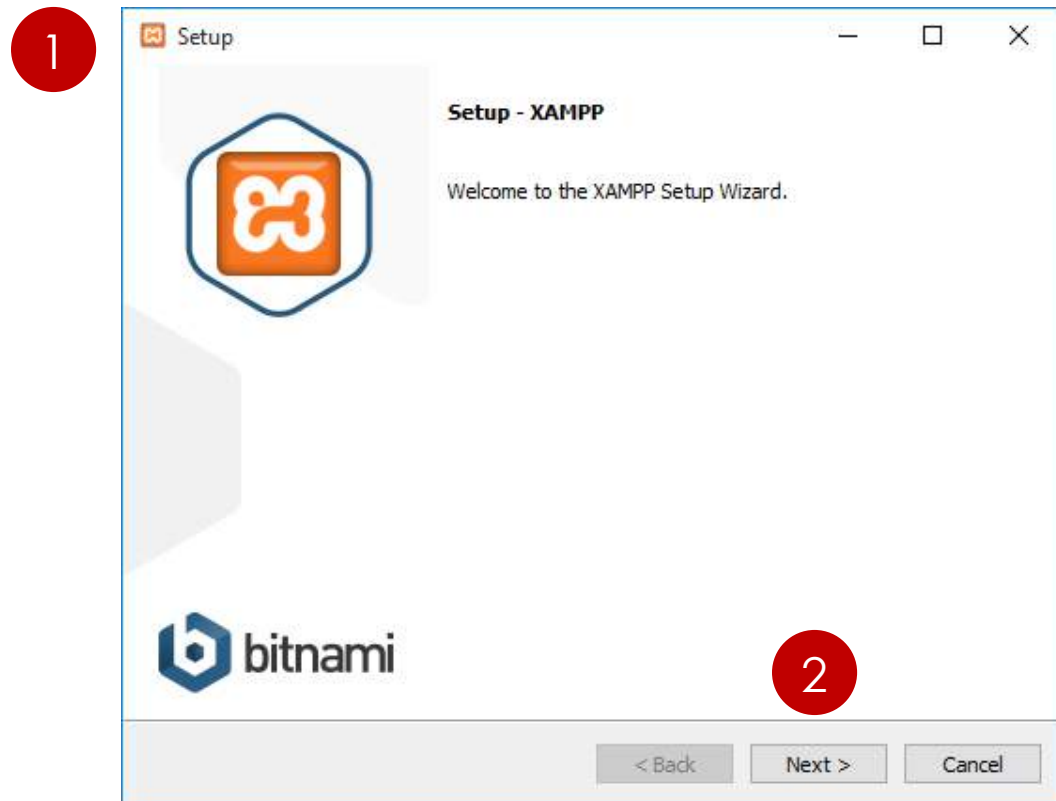 1
Setup
Setup - XAMPP
Welcome to the XAMPP Setup Wizard.
bitnami
2
< Back Next > Cancel